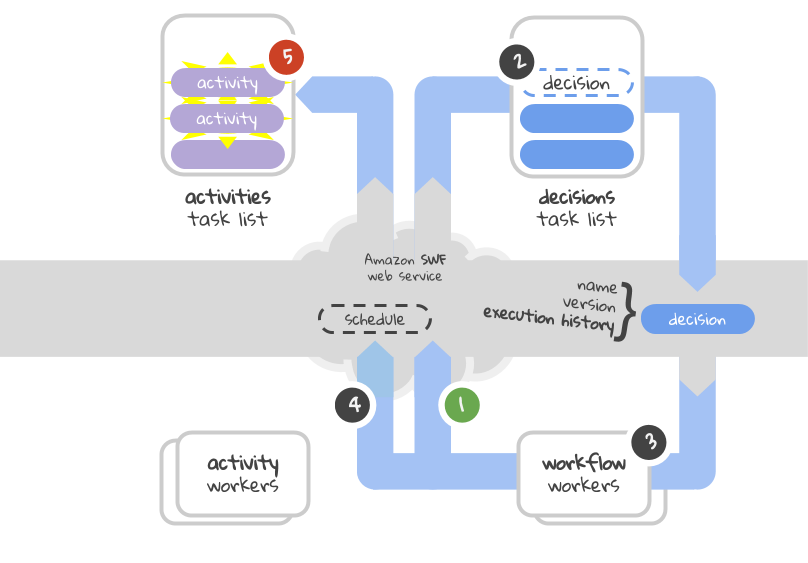 5
activity
activity
activities
task list
2
decision
decisions
task list
Amazon SWF
web service
schedule
name
version
execution history
}
decision
4
1
activity
workers
3
workflow
workers